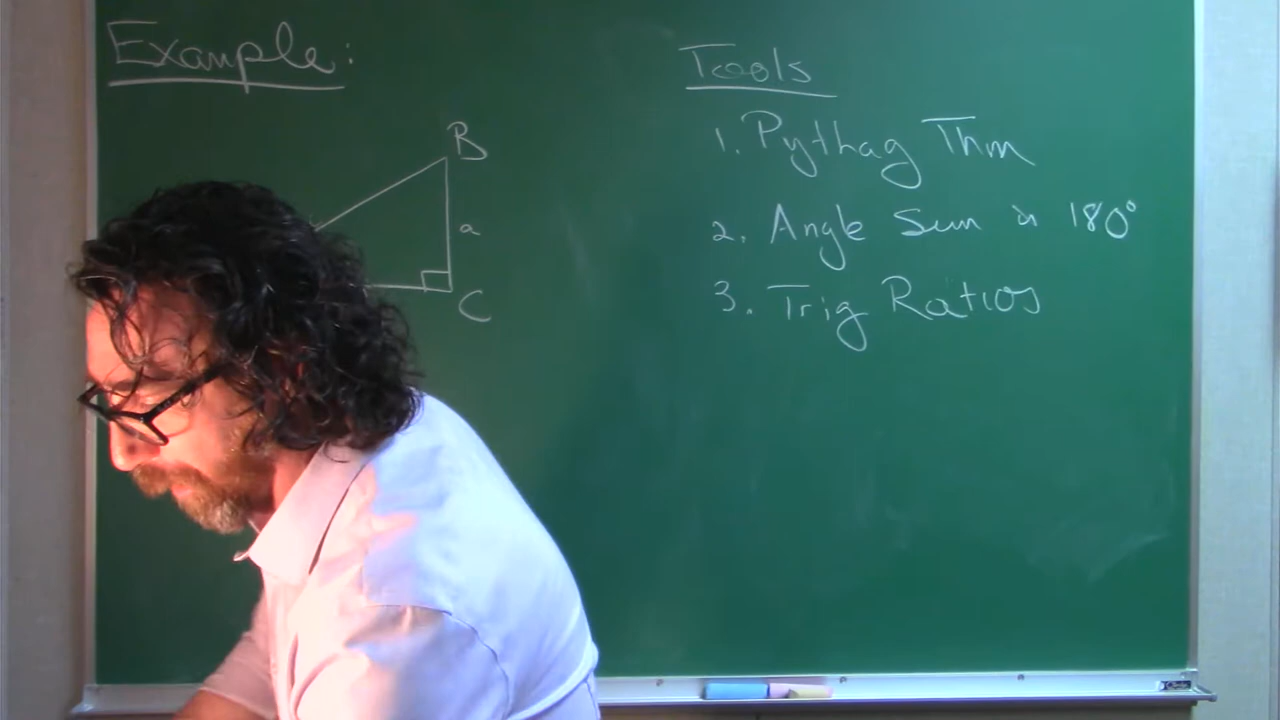 Example:
B
a
C
Tools
1. Pythag Thm
2. Angle Sum is 180°
3. Trig Ratios